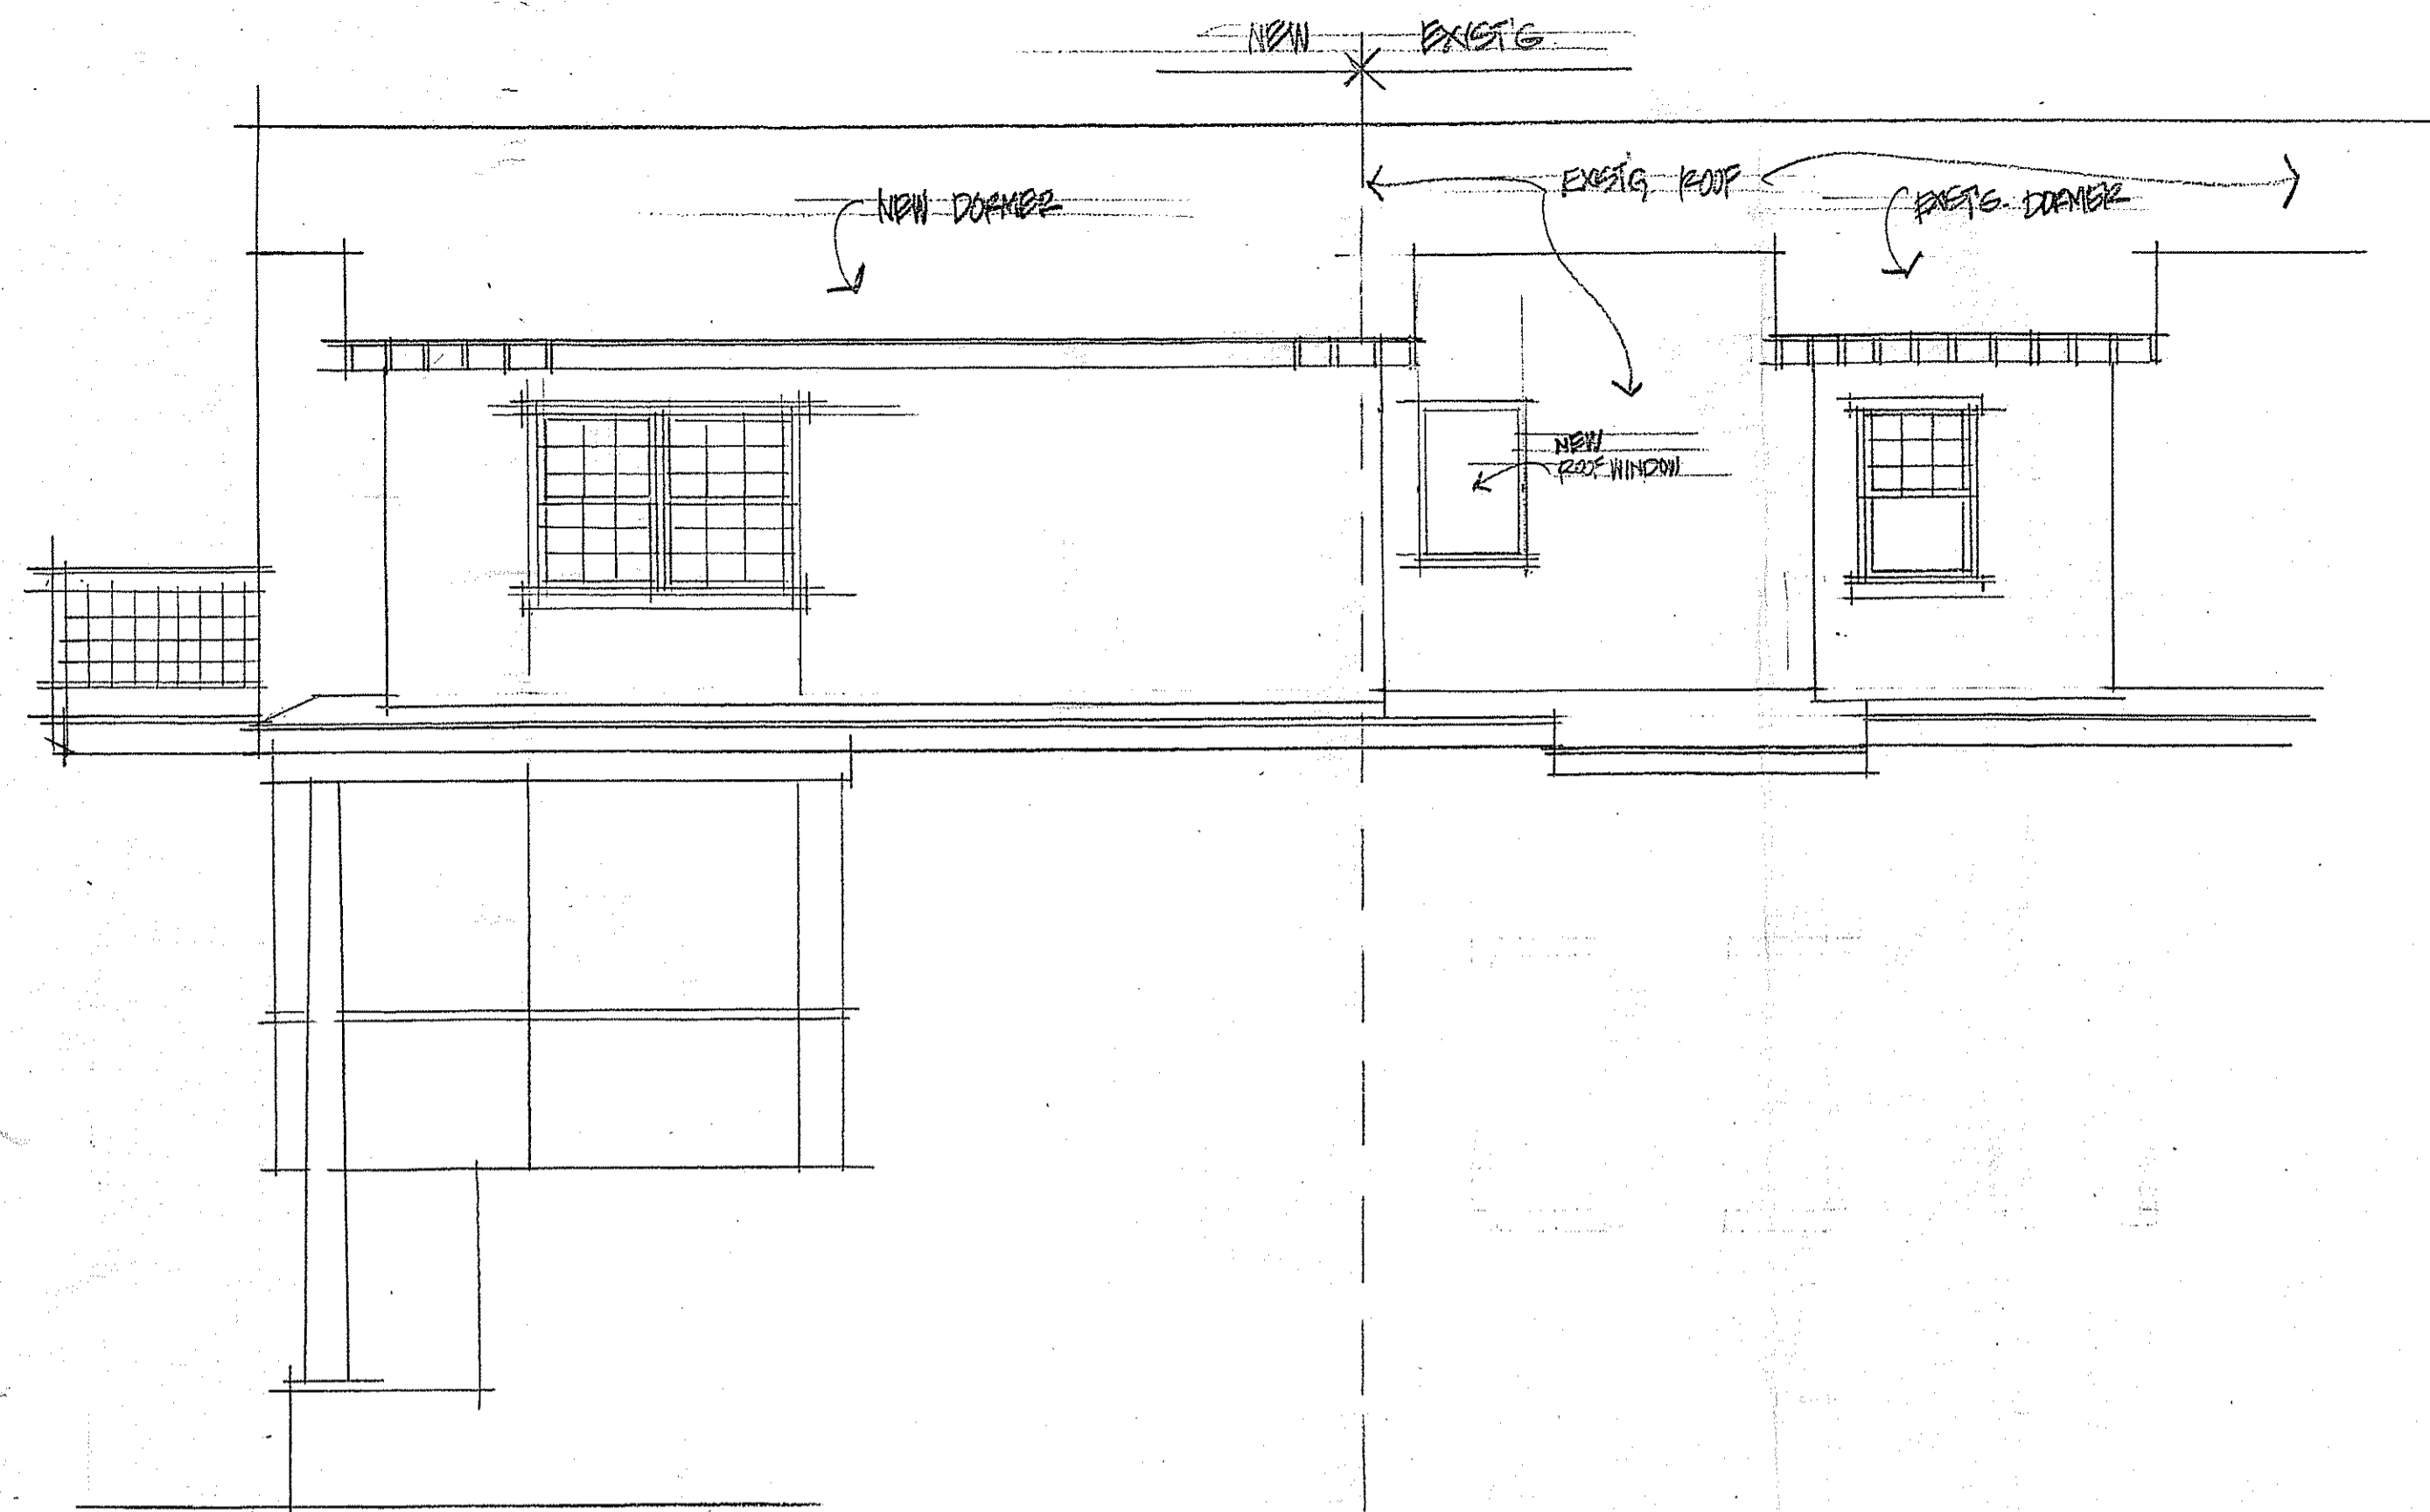 NEW EXIST'G.
EXIST'G. ROOF
NEW DORMER
EXIST'G. DORMER
NEW
ROOF WINDOW